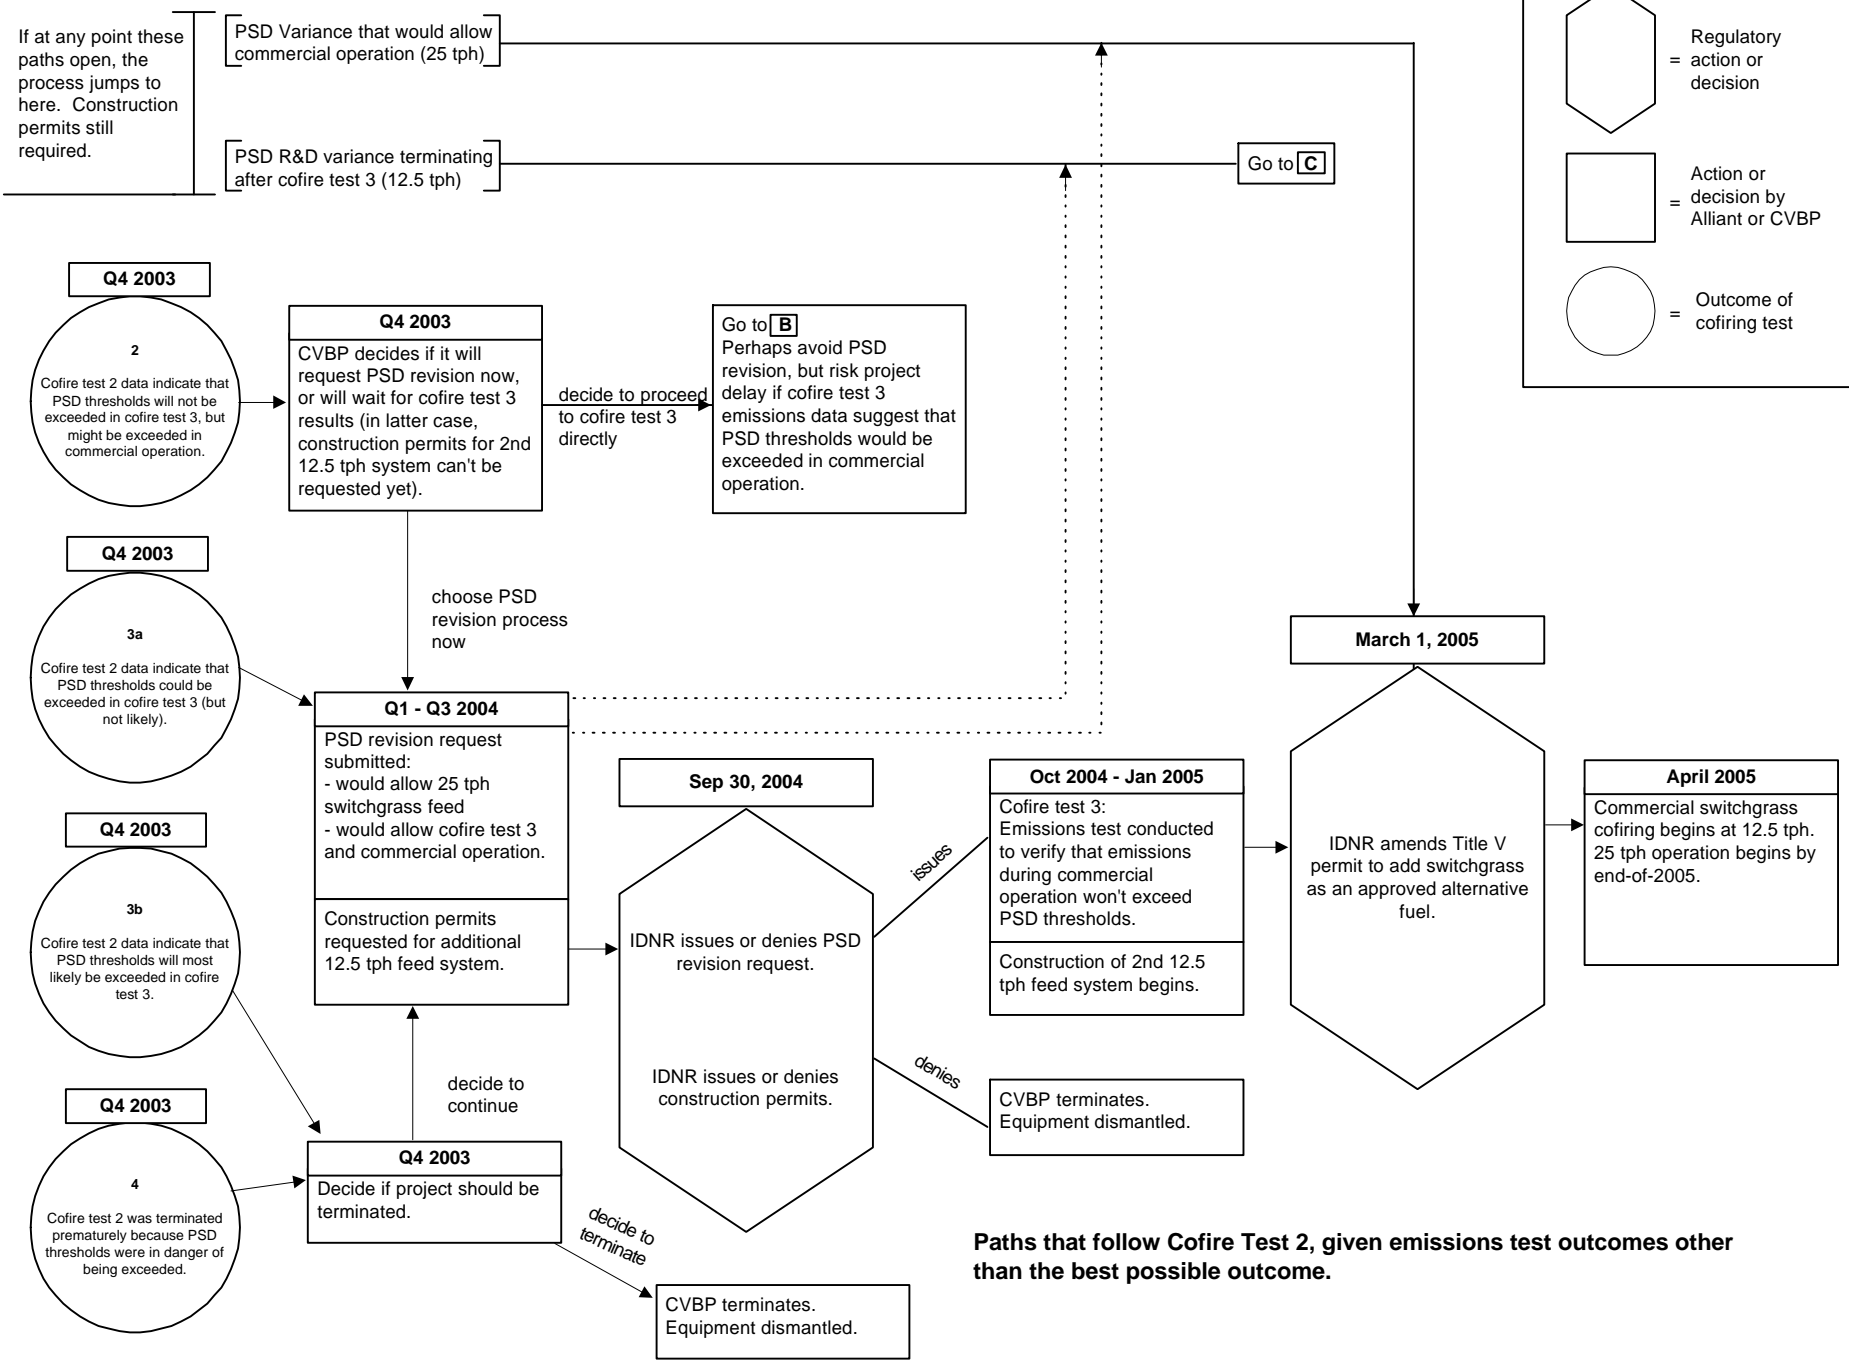 If at any point these
paths open, the
process jumps to
here. Construction
permits still
required.
PSD Variance that would allow
commercial operation (25 tph)
PSD R&D variance terminating
after cofire test 3 (12.5 tph)
Go to C
Regulatory
= action or
decision
Action or
= decision by
Alliant or CVBP
Outcome of
= cofiring test
Q4 2003
2
Cofire test 2 data indicate that
PSD thresholds will not be
exceeded in cofire test 3, but
might be exceeded in
commercial operation.
Q4 2003
CVBP decides if it will
request PSD revision now,
or will wait for cofire test 3
results (in latter case,
construction permits for 2nd
12.5 tph system can't be
requested yet).
decide to proceed
to cofire test 3
directly
Go to B
Perhaps avoid PSD
revision, but risk project
delay if cofire test 3
emissions data suggest that
PSD thresholds would be
exceeded in commercial
operation.
choose PSD
revision process
now
Q4 2003
3a
Cofire test 2 data indicate that
PSD thresholds could be
exceeded in cofire test 3 (but
not likely).
Q1 - Q3 2004
PSD revision request
submitted:
- would allow 25 tph
switchgrass feed
- would allow cofire test 3
and commercial operation.
Construction permits
requested for additional
12.5 tph feed system.
Q4 2003
3b
Cofire test 2 data indicate that
PSD thresholds will most
likely be exceeded in cofire
test 3.
decide to
continue
Q4 2003
4
Cofire test 2 was terminated
prematurely because PSD
thresholds were in danger of
being exceeded.
Q4 2003
Decide if project should be
terminated.
decide to
terminate
CVBP terminates.
Equipment dismantled.
Sep 30, 2004
IDNR issues or denies PSD
revision request.
IDNR issues or denies
construction permits.
issues
denies
Oct 2004 - Jan 2005
Cofire test 3:
Emissions test conducted
to verify that emissions
during commercial
operation won't exceed
PSD thresholds.
Construction of 2nd 12.5
tph feed system begins.
CVBP terminates.
Equipment dismantled.
March 1, 2005
IDNR amends Title V
permit to add switchgrass
as an approved alternative
fuel.
April 2005
Commercial switchgrass
cofiring begins at 12.5 tph.
25 tph operation begins by
end-of-2005.
Paths that follow Cofire Test 2, given emissions test outcomes other
than the best possible outcome.